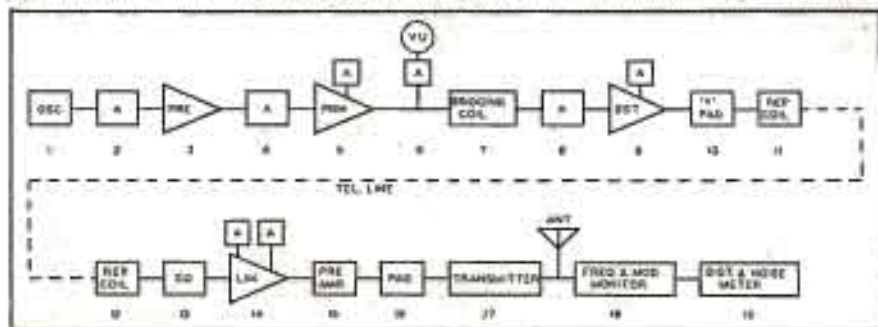 VU
A A
OSC A PRE A PGM A BRIDGING COIL A DIST "H" PAD REP COIL
1 2 3 4 5 6 7 8 9 10 11
TEL. LINE
ANT
A A
REP COIL EQ LINE PRE AMP. PAD TRANSMITTER FREQ & MOD MONITOR DIST. & NOISE METER
12 13 14 15 16 17 18 19